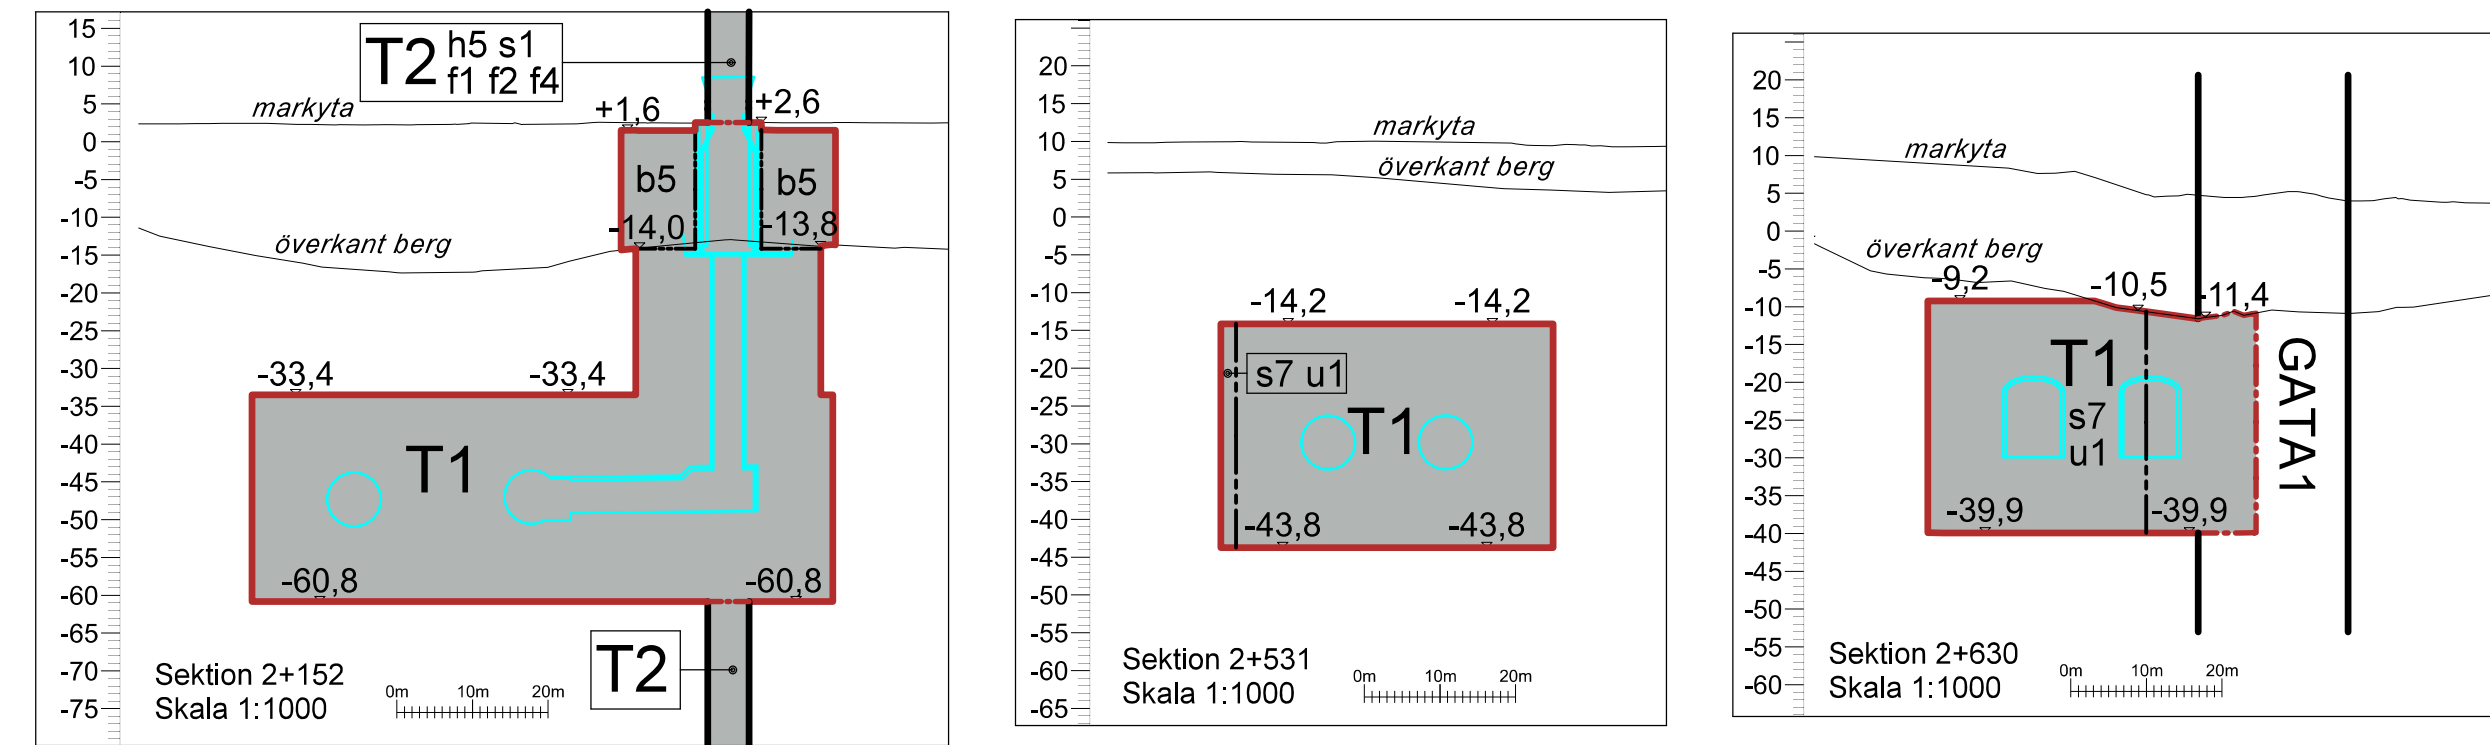 15
10
5
0
-5
-10
-15
-20
-25
-30
-35
-40
-45
-50
-55
-60
-65
-70
-75
T2 h5 s1
f1 f2 f4
markyta
+1,6
+2,6
b5
b5
-14,0
-13,8
överkant berg
-33,4
-33,4
T1
-60,8
-60,8
T2
Sektion 2+152
Skala 1:1000
0m 10m 20m
20
15
10
5
0
-5
-10
-15
-20
-25
-30
-35
-40
-45
-50
-55
-60
-65
markyta
överkant berg
-14,2
-14,2
s7 u1
T1
-43,8
-43,8
Sektion 2+531
Skala 1:1000
0m 10m 20m
20
15
10
5
0
-5
-10
-15
-20
-25
-30
-35
-40
-45
-50
-55
-60
markyta
överkant berg
-9,2
-10,5
-11,4
T1
s7
u1
GATA1
-39,9
-39,9
Sektion 2+630
Skala 1:1000
0m 10m 20m